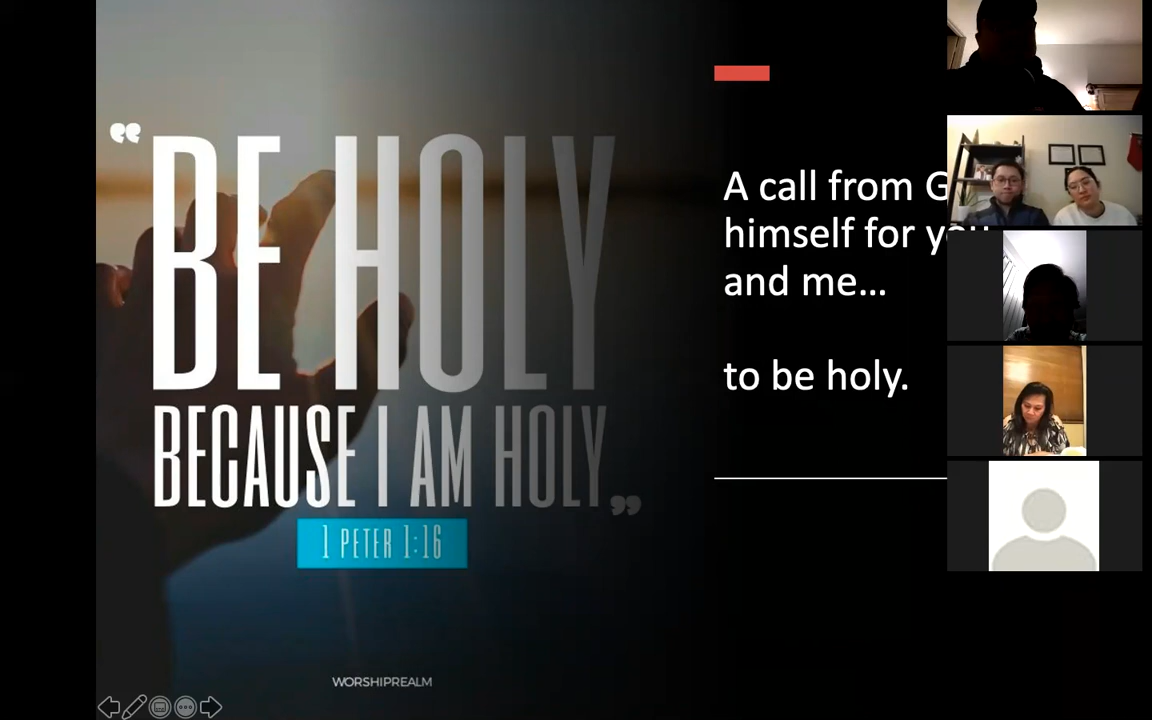 “BE HOLY
BECAUSE I AM HOLY”
1 PETER 1:16
WORSHIPREALM
A call from G
himself for you
and me...
to be holy.